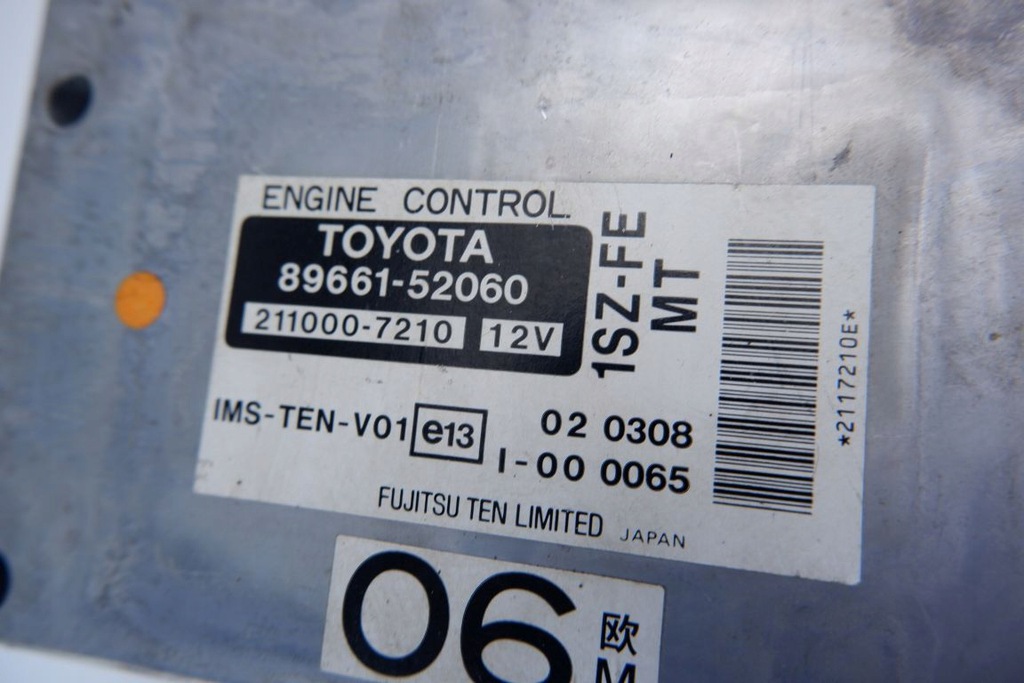 ENGINE CONTROL.
TOYOTA
89661-52060
211000-7210 12V
1SZ-FE
MT
IMS-TEN-V01 e13 02 0308
I-00 0065
FUJITSU TEN LIMITED JAPAN
*21117210E*
06 欧
M